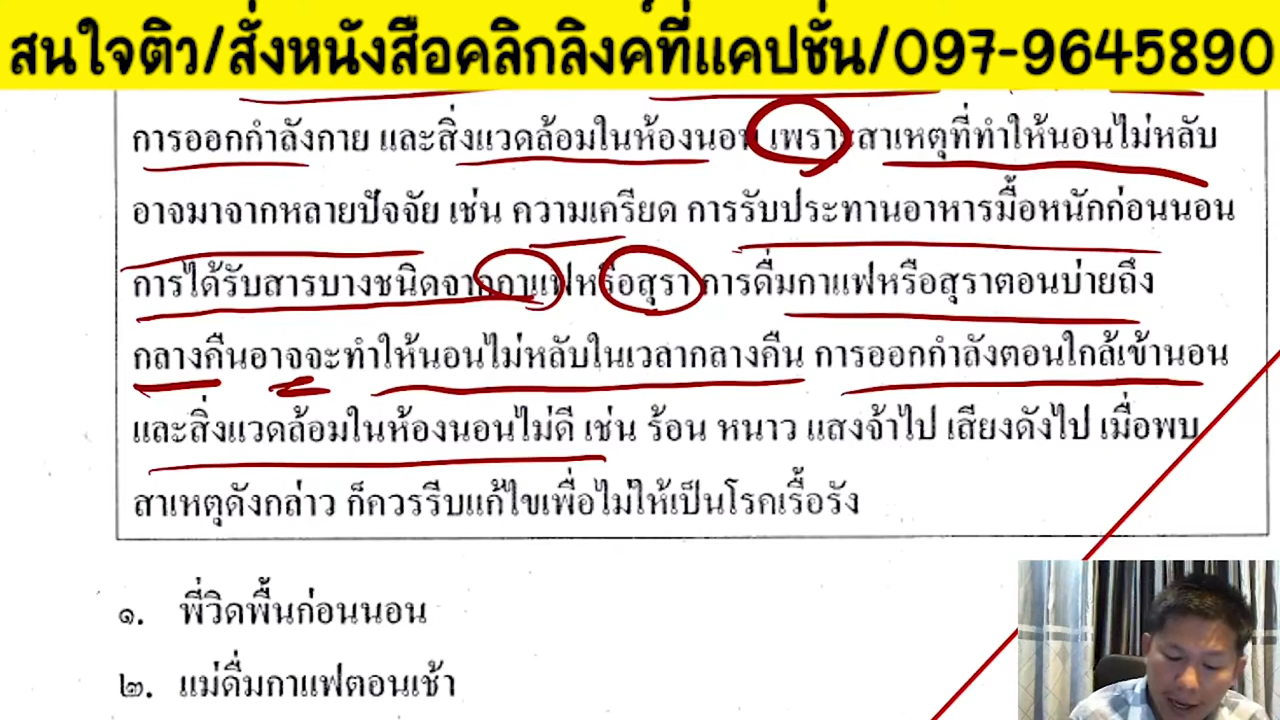 สนใจติว/สั่งหนังสือคลิกลิงค์ที่แคปชั่น/097-9645890
การออกกำลังกาย และสิ่งแวดล้อมในห้องนอน เพราะสาเหตุที่ทำให้นอนไม่หลับ
อาจมาจากหลายปัจจัย เช่น ความเครียด การรับประทานอาหารมื้อหนักก่อนนอน
การได้รับสารบางชนิดจากกาแฟหรือสุรา การดื่มกาแฟหรือสุราตอนบ่ายถึง
กลางคืนอาจจะทำให้นอนไม่หลับในเวลากลางคืน การออกกำลังตอนใกล้เข้านอน
และสิ่งแวดล้อมในห้องนอนไม่ดี เช่น ร้อน หนาว แสงจ้าไป เสียงดังไป เมื่อพบ
สาเหตุดังกล่าว ก็ควรรีบแก้ไขเพื่อไม่ให้เป็นโรคเรื้อรัง
๑. พี่วิดพื้นก่อนนอน
๒. แม่ดื่มกาแฟตอนเช้า